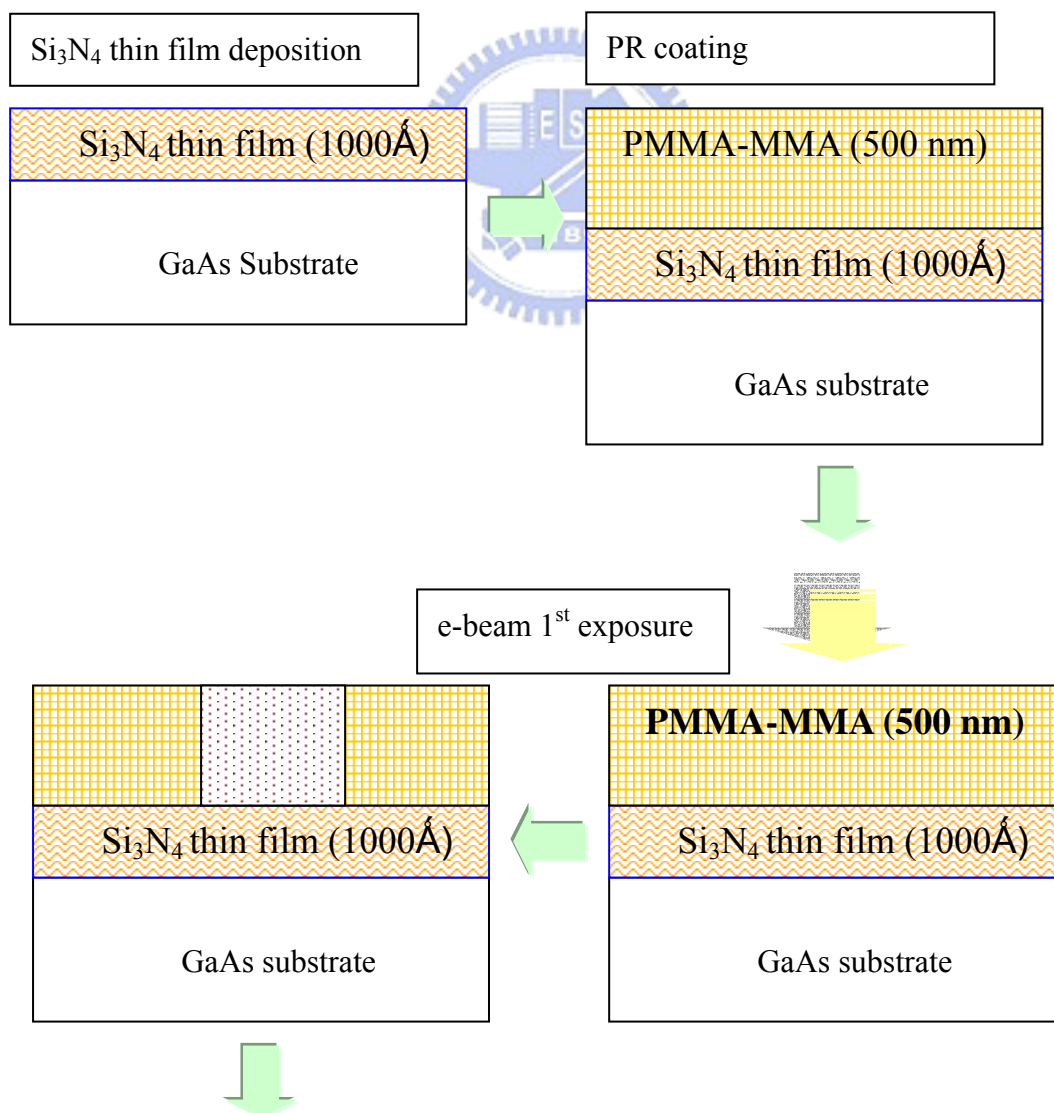 Si₃N₄ thin film deposition
PR coating
Si₃N₄ thin film (1000Å)
GaAs Substrate
PMMA-MMA (500 nm)
Si₃N₄ thin film (1000Å)
GaAs substrate
e-beam 1ˢᵗ exposure
PMMA-MMA (500 nm)
Si₃N₄ thin film (1000Å)
GaAs substrate
Si₃N₄ thin film (1000Å)
GaAs substrate